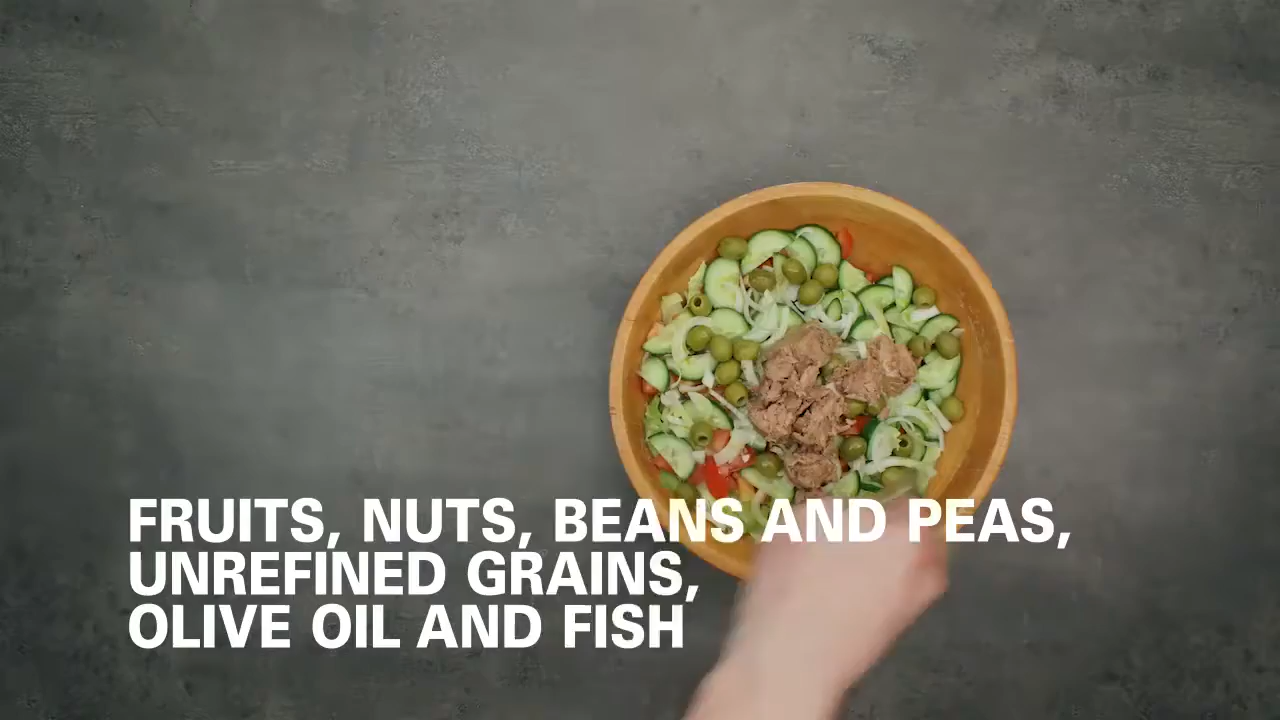 FRUITS, NUTS, BEANS AND PEAS,
UNREFINED GRAINS,
OLIVE OIL AND FISH